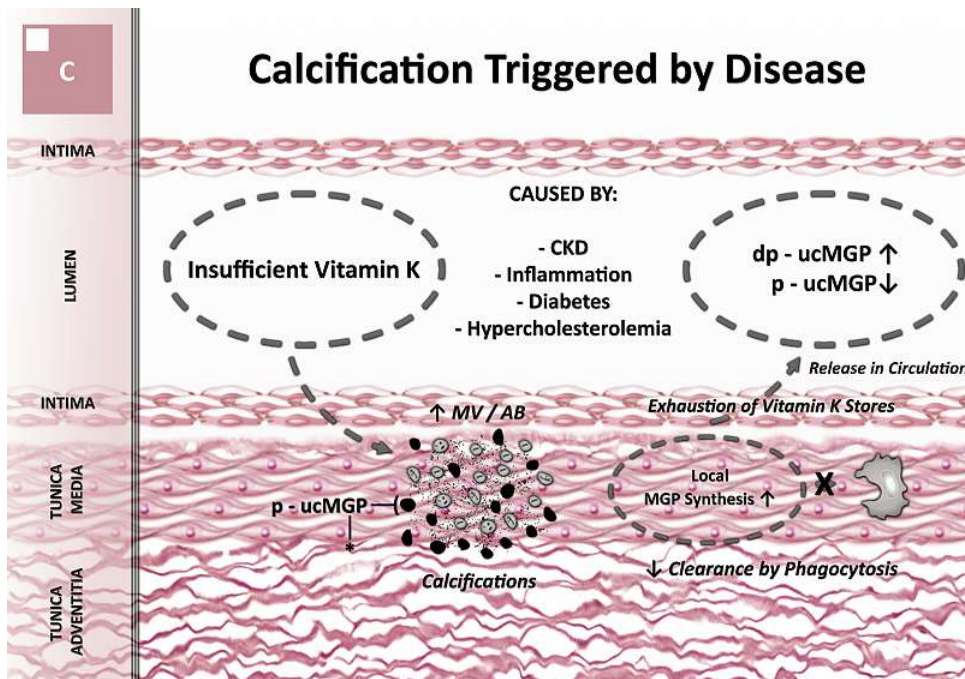 C
Calcification Triggered by Disease
INTIMA
LUMEN
INTIMA
TUNICA
MEDIA
TUNICA
ADVENTITIA
Insufficient Vitamin K
CAUSED BY:
- CKD
- Inflammation
- Diabetes
- Hypercholesterolemia
dp - ucMGP ↑
p - ucMGP↓
Release in Circulation
Exhaustion of Vitamin K Stores
↑ MV / AB
p - ucMGP
*
Calcifications
Local
MGP Synthesis ↑
X
↓ Clearance by Phagocytosis